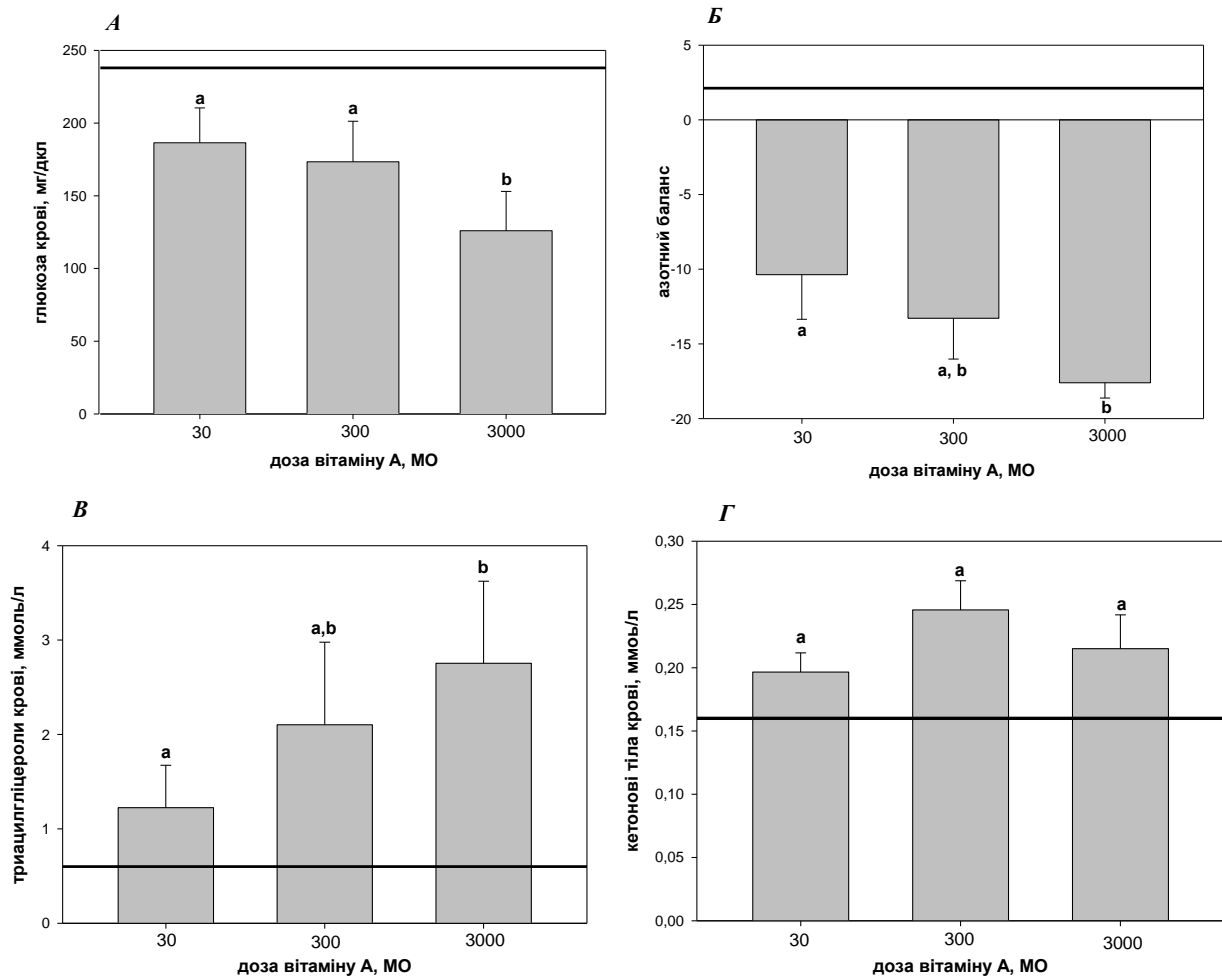 А
250
200
150
100
50
0
глюкоза крові, мг/дкл
a
a
b
30
300
3000
доза вітаміну А, МО
Б
5
0
-5
-10
-15
-20
азотний баланс
a
a, b
b
30
300
3000
доза вітаміну А, МО
В
4
3
2
1
0
триацилгліцероли крові, ммоль/л
a
a,b
b
30
300
3000
доза вітаміну А, МО
Г
0,30
0,25
0,20
0,15
0,10
0,05
0,00
кетонові тіла крові, ммоь/л
a
a
a
30
300
3000
доза вітаміну А, МО